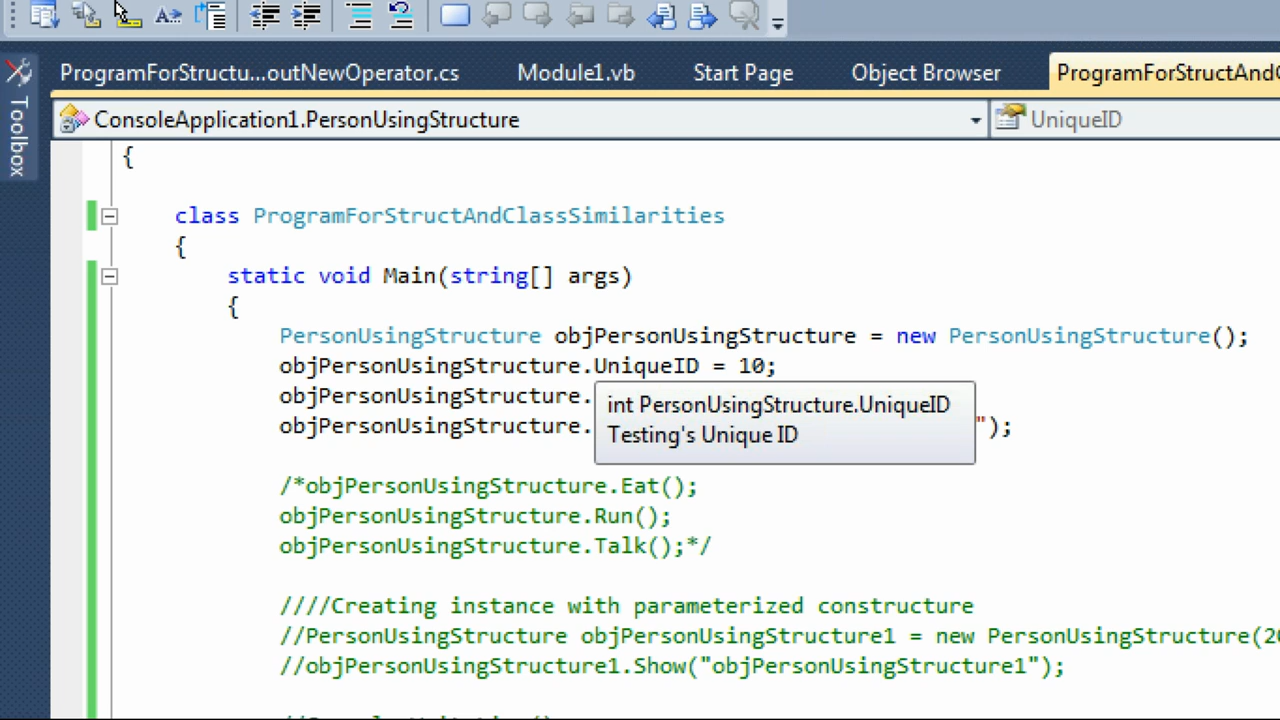 ProgramForStructu...outNewOperator.cs Module1.vb Start Page Object Browser ProgramForStructAndC
Toolbox
ConsoleApplication1.PersonUsingStructure UniqueID
{
class ProgramForStructAndClassSimilarities
{
static void Main(string[] args)
{
PersonUsingStructure objPersonUsingStructure = new PersonUsingStructure();
objPersonUsingStructure.UniqueID = 10;
objPersonUsingStructure.
int PersonUsingStructure.UniqueID
objPersonUsingStructure. ");
Testing's Unique ID
/*objPersonUsingStructure.Eat();
objPersonUsingStructure.Run();
objPersonUsingStructure.Talk();*/
////Creating instance with parameterized constructure
//PersonUsingStructure objPersonUsingStructure1 = new PersonUsingStructure(20
//objPersonUsingStructure1.Show("objPersonUsingStructure1");